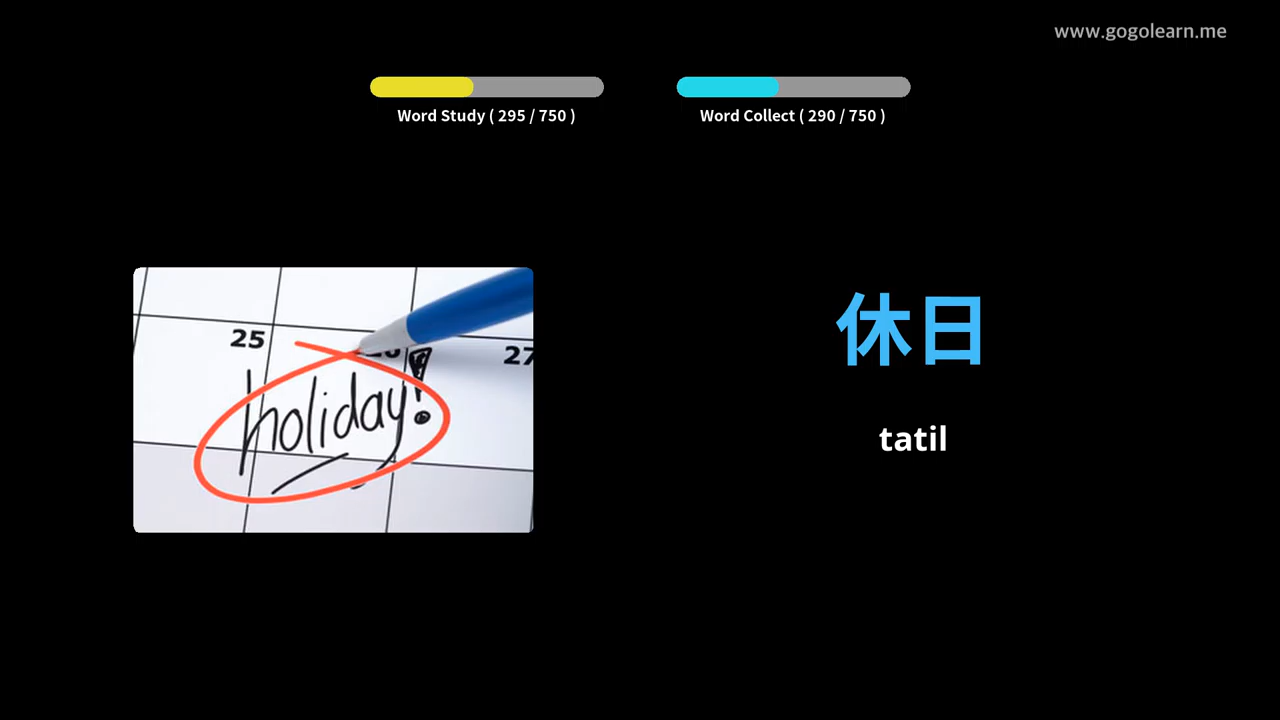 www.gogolearn.me
Word Study ( 295 / 750 )
Word Collect ( 290 / 750 )
25
27
holiday!
休日
tatil